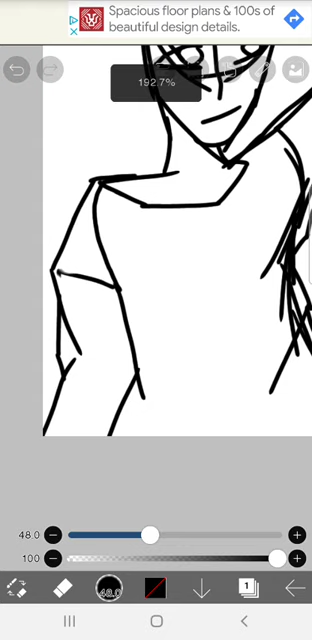 Spacious floor plans & 100s of
beautiful design details.
192.7%
48.0
100
48.0
1